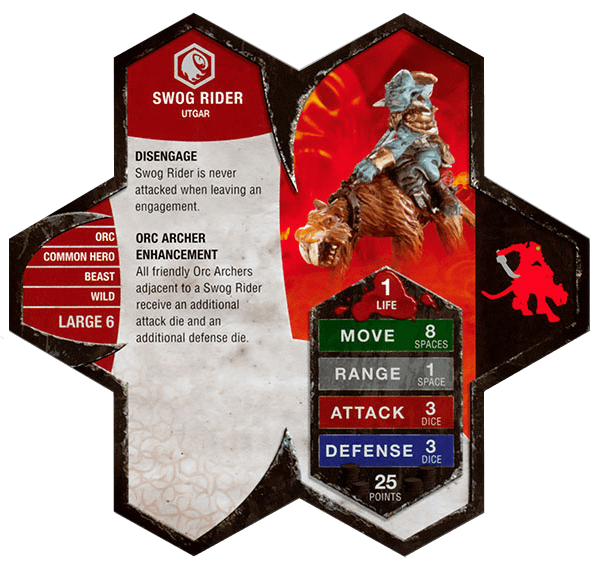 SWOG RIDER
UTGAR
DISENGAGE
Swog Rider is never
attacked when leaving an
engagement.
ORC ARCHER
ENHANCEMENT
All friendly Orc Archers
adjacent to a Swog Rider
receive an additional
attack die and an
additional defense die.
ORC
COMMON HERO
BEAST
WILD
LARGE 6
1
LIFE
MOVE 8
SPACES
RANGE 1
SPACE
ATTACK 3
DICE
DEFENSE 3
DICE
25
POINTS